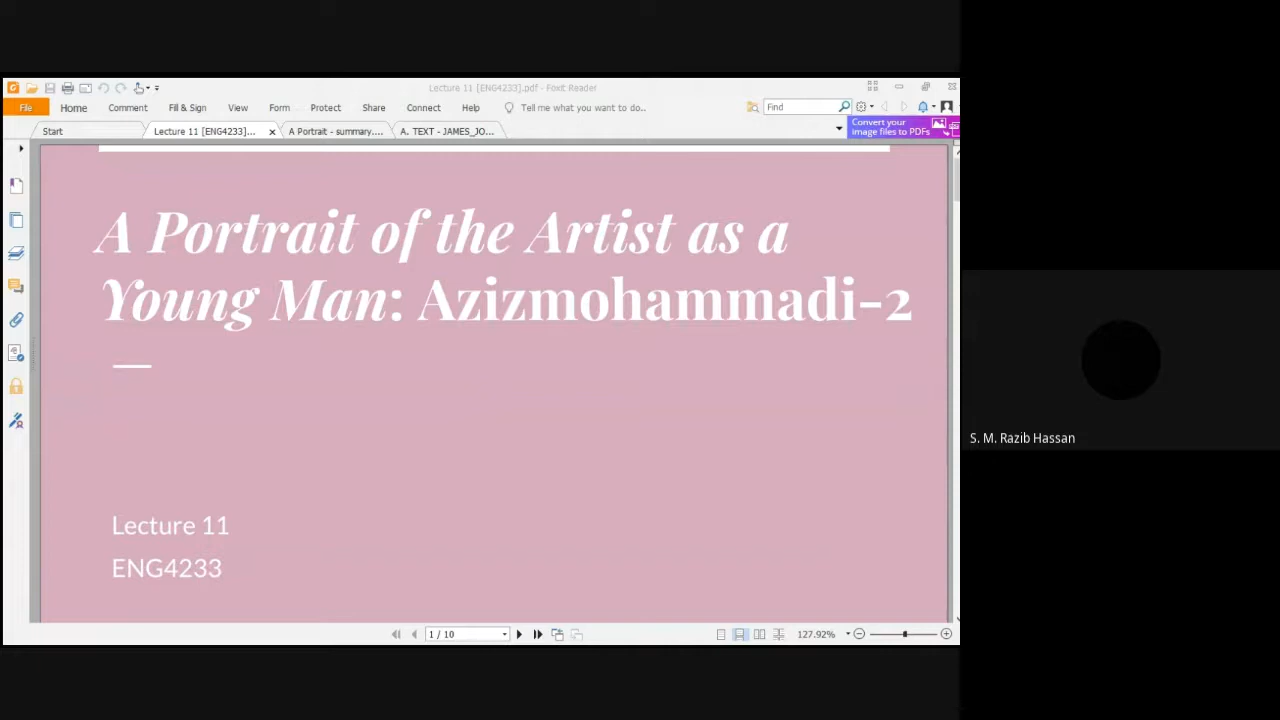 Lecture 11 [ENG4233].pdf - Foxit Reader
File Home Comment Fill & Sign View Form Protect Share Connect Help Tell me what you want to do.. Find
Start Lecture 11 [ENG4233]... A Portrait - summary.... A. TEXT - JAMES_JO...
Convert your
image files to PDFs
A Portrait of the Artist as a
Young Man: Azizmohammadi-2
Lecture 11
ENG4233
1 / 10
127.92%
S. M. Razib Hassan